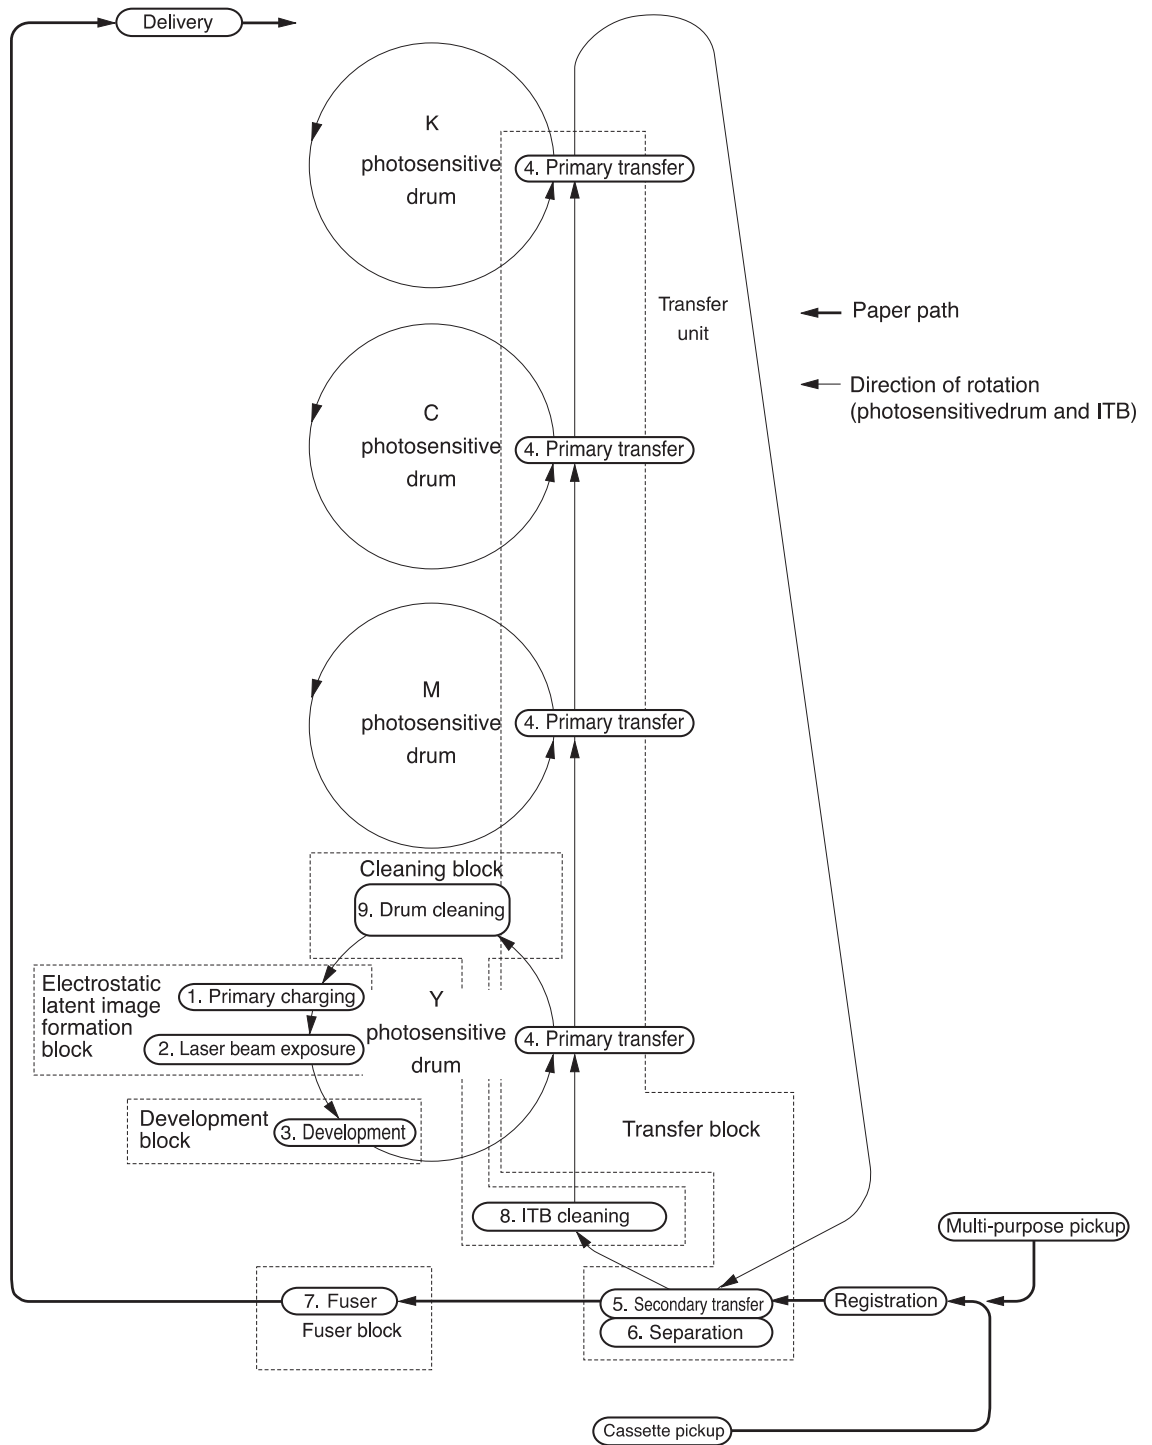 Delivery
K
photosensitive
drum
4. Primary transfer
Transfer
unit
Paper path
Direction of rotation
(photosensitivedrum and ITB)
C
photosensitive
drum
4. Primary transfer
M
photosensitive
drum
4. Primary transfer
Cleaning block
9. Drum cleaning
Electrostatic
latent image
formation
block
1. Primary charging
2. Laser beam exposure
Y
photosensitive
drum
4. Primary transfer
Development
block
3. Development
Transfer block
8. ITB cleaning
Multi-purpose pickup
7. Fuser
Fuser block
5. Secondary transfer
6. Separation
Registration
Cassette pickup